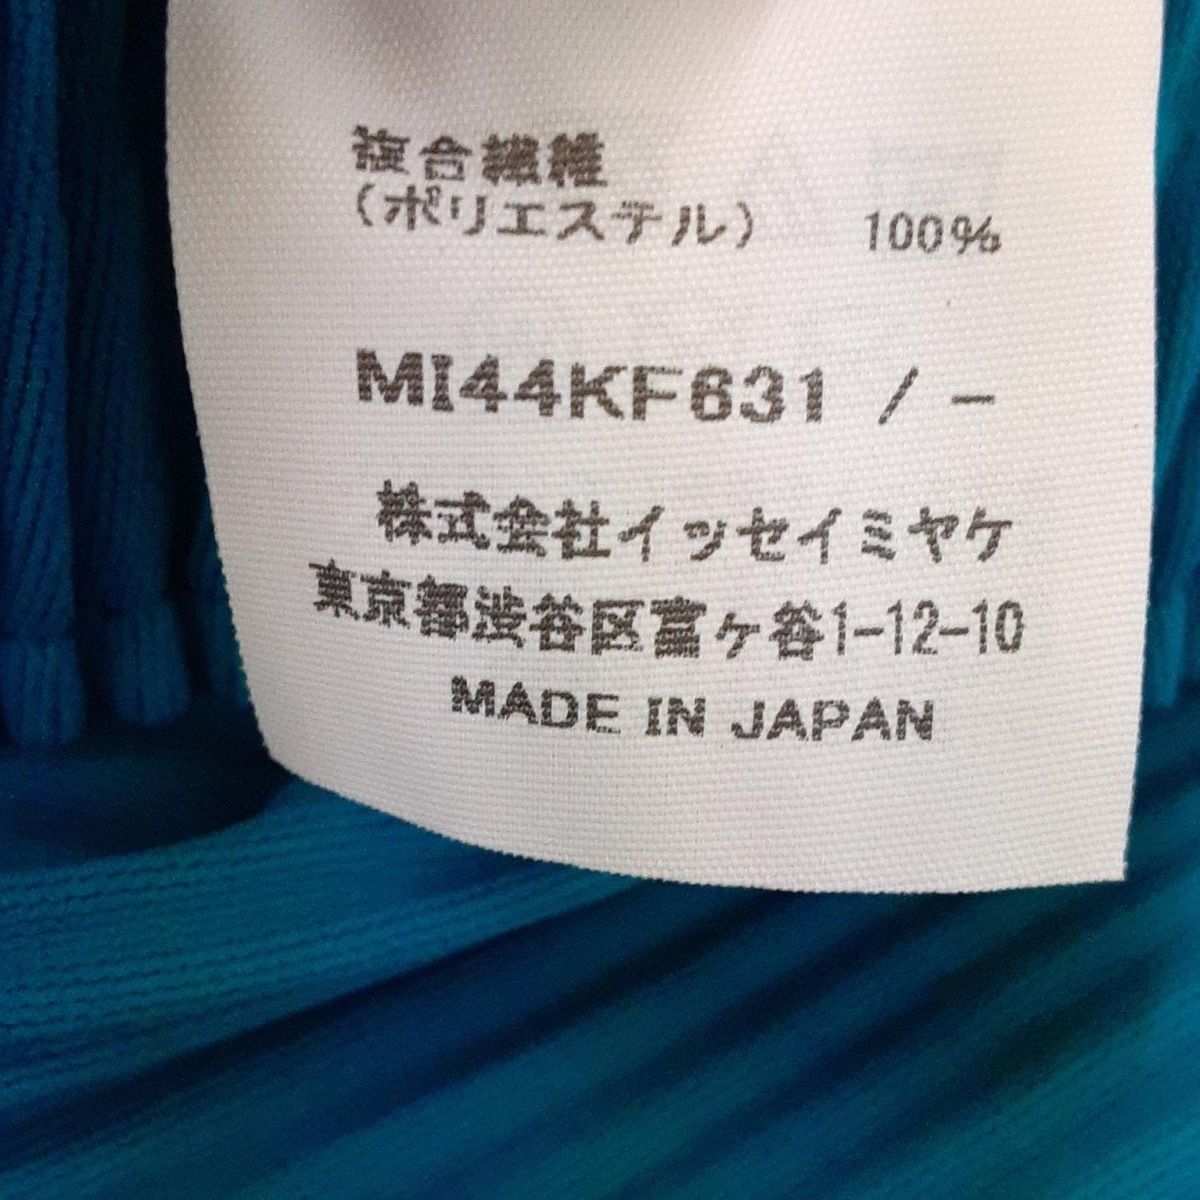 複合繊維
(ポリエステル) 100%
MI44KF631 / -
株式会社イッセイミヤケ
東京都渋谷区富ヶ谷1-12-10
MADE IN JAPAN